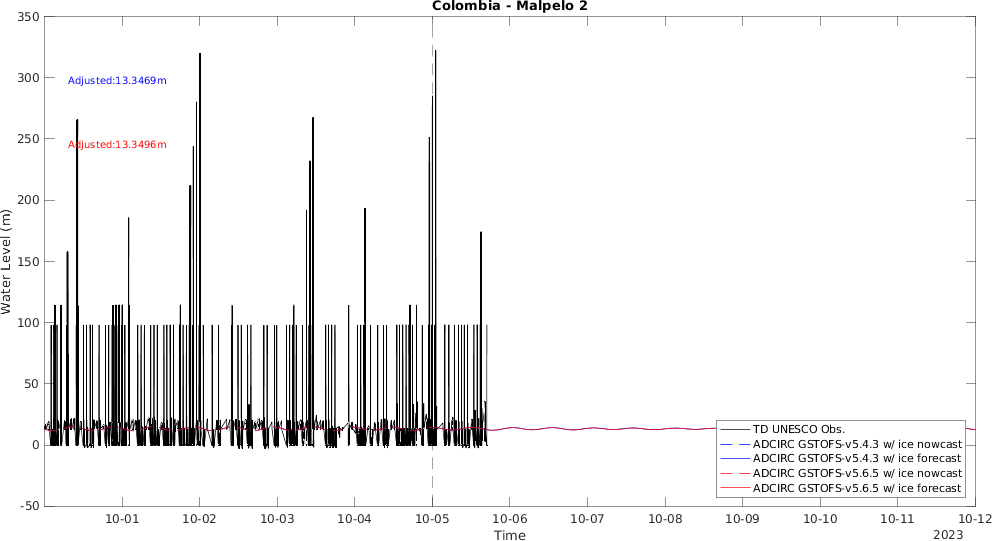 Colombia - Malpelo 2
350
300
250
200
150
100
50
0
-50
Water Level (m)
Adjusted:13.3469m
Adjusted:13.3496m
TD UNESCO Obs.
ADCIRC GSTOFS-v5.4.3 w/ ice nowcast
ADCIRC GSTOFS-v5.4.3 w/ ice forecast
ADCIRC GSTOFS-v5.6.5 w/ ice nowcast
ADCIRC GSTOFS-v5.6.5 w/ ice forecast
10-01 10-02 10-03 10-04 10-05 10-06 10-07 10-08 10-09 10-10 10-11 10-12
Time
2023